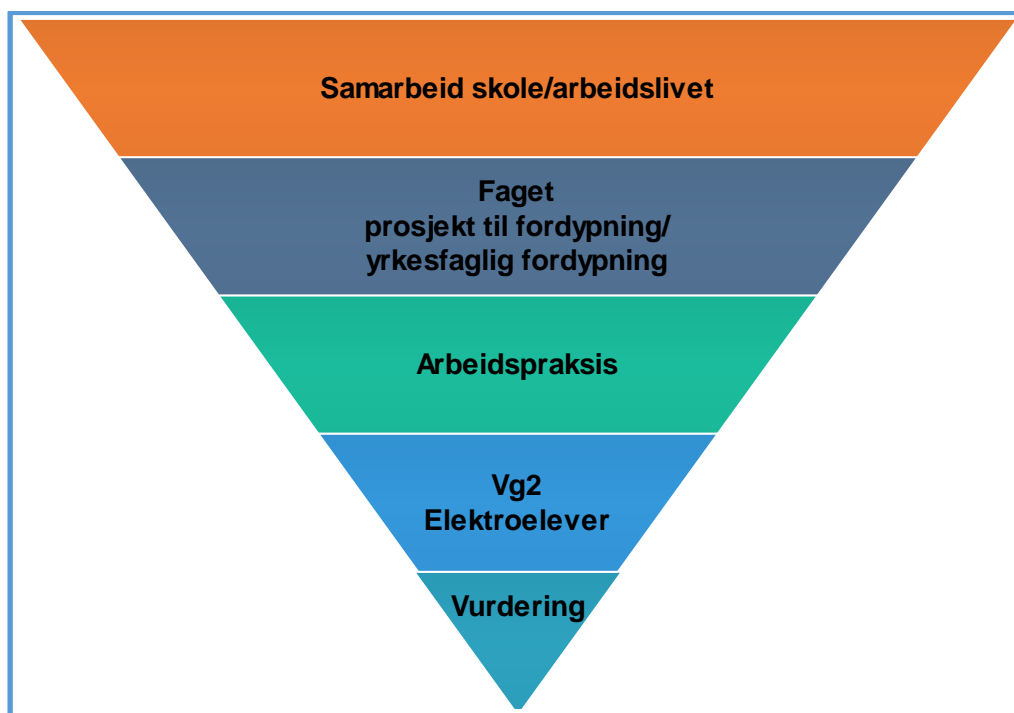 Samarbeid skole/arbeidslivet
Faget
prosjekt til fordypning/
yrkesfaglig fordypning
Arbeidspraksis
Vg2
Elektroelever
Vurdering